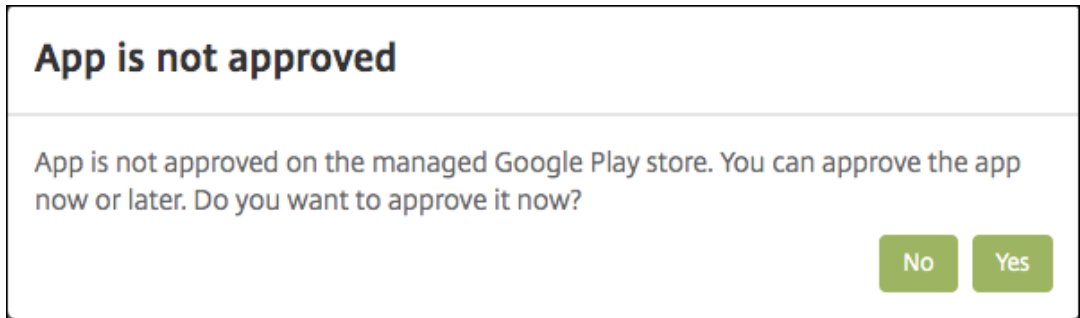 App is not approved
App is not approved on the managed Google Play store. You can approve the app
now or later. Do you want to approve it now?
No Yes